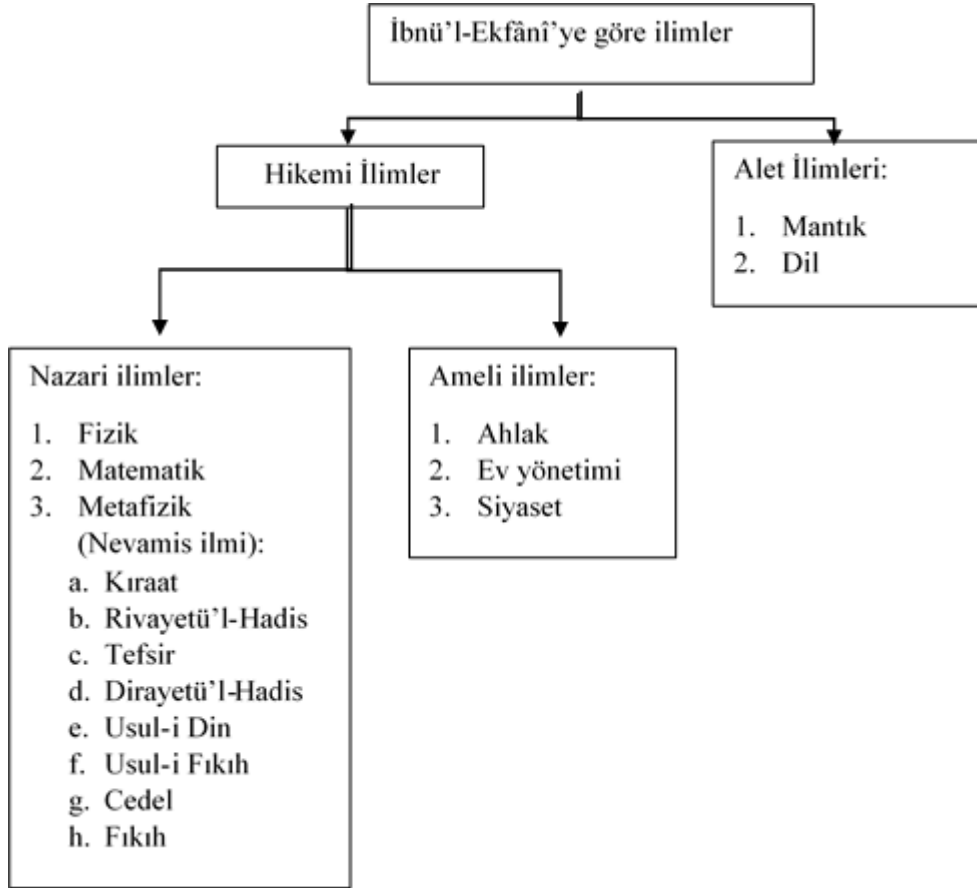 İbnü’l-Ekfânî’ye göre ilimler
Hikemi İlimler
Alet İlimleri:
1. Mantık
2. Dil
Nazari ilimler:
1. Fizik
2. Matematik
3. Metafizik
(Nevamis ilmi):
a. Kıraat
b. Rivayetü’l-Hadis
c. Tefsir
d. Dirayetü’l-Hadis
e. Usul-i Din
f. Usul-i Fıkıh
g. Cedel
h. Fıkıh
Ameli ilimler:
1. Ahlak
2. Ev yönetimi
3. Siyaset